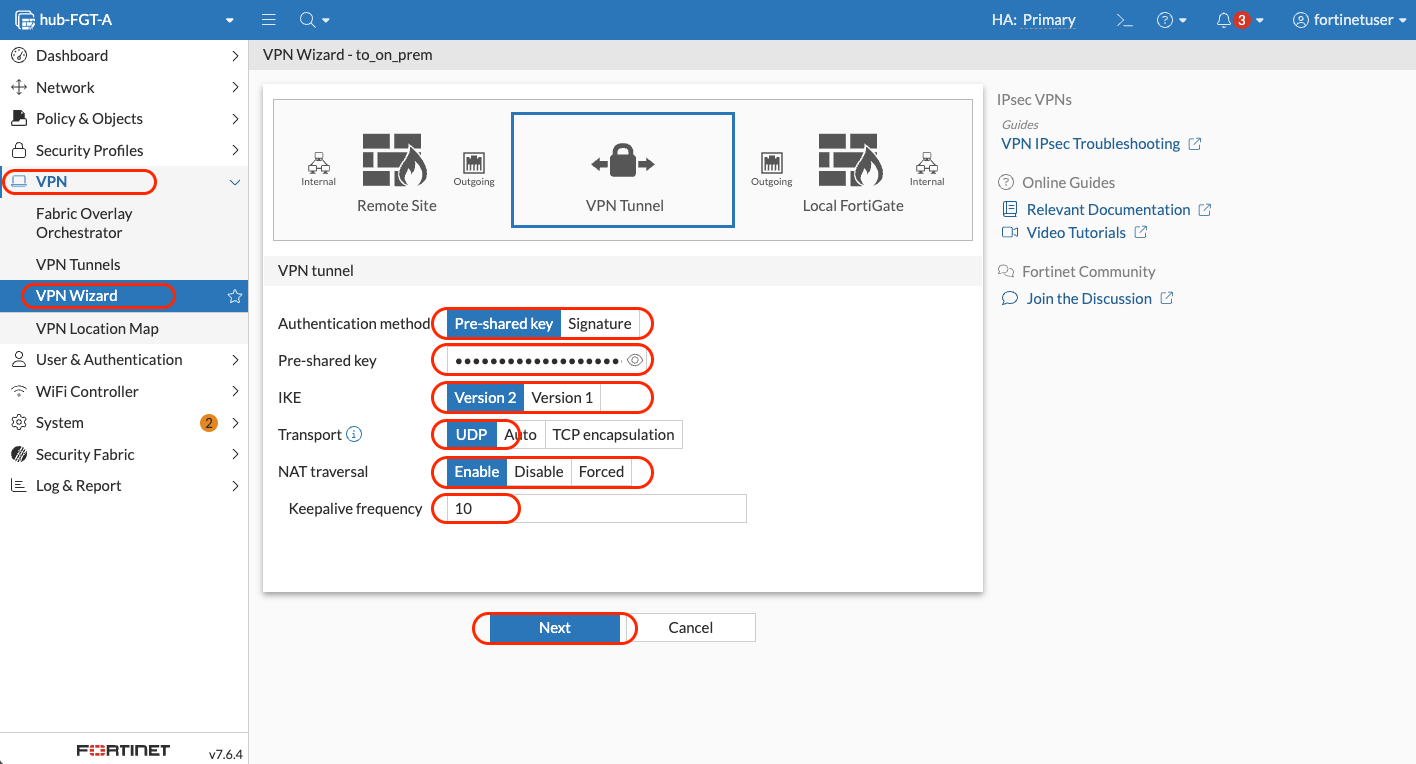 hub-FGT-A
HA: Primary
>_
?
3
fortinetuser
Dashboard
Network
Policy & Objects
Security Profiles
VPN
Fabric Overlay
Orchestrator
VPN Tunnels
VPN Wizard
VPN Location Map
User & Authentication
WiFi Controller
System
2
Security Fabric
Log & Report
FORTINET
v7.6.4
VPN Wizard - to_on_prem
Internal
Remote Site
Outgoing
VPN Tunnel
Outgoing
Local FortiGate
Internal
VPN tunnel
Authentication method
Pre-shared key
Signature
Pre-shared key
●●●●●●●●●●●●●●●●●●●●
IKE
Version 2
Version 1
Transport
UDP
Auto
TCP encapsulation
NAT traversal
Enable
Disable
Forced
Keepalive frequency
10
Next
Cancel
IPsec VPNs
Guides
VPN IPsec Troubleshooting
Online Guides
Relevant Documentation
Video Tutorials
Fortinet Community
Join the Discussion